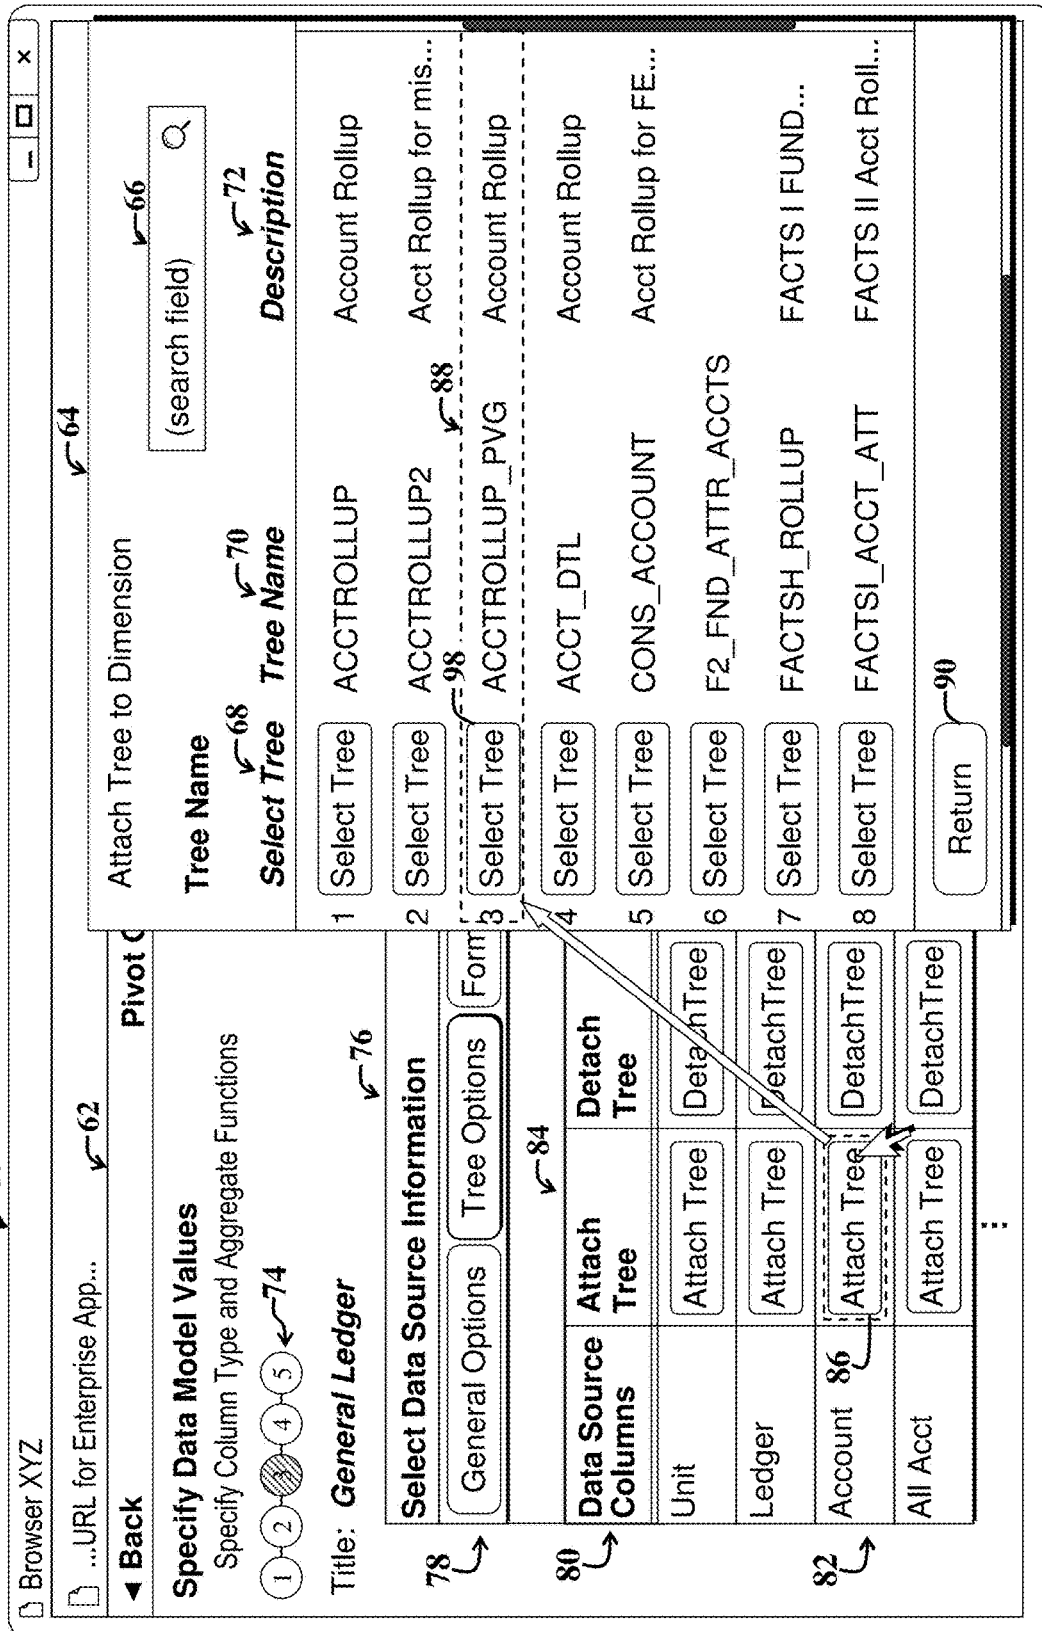 Browser XYZ
...URL for Enterprise App...
62
64
◄ Back
Pivot
Specify Data Model Values
Specify Column Type and Aggregate Functions
1 2 3 4 5
74
Title: General Ledger
76
Select Data Source Information
78
General Options Tree Options Form
84
80
Data Source Columns Attach Tree Detach Tree
Unit Attach Tree DetachTree
Ledger Attach Tree DetachTree
82
Account Attach Tree DetachTree
86
All Acct Attach Tree DetachTree
Attach Tree to Dimension
66
Tree Name
(search field)
68 70 72
Select Tree Tree Name Description
1 Select Tree ACCTROLLUP Account Rollup
2 Select Tree ACCTROLLUP2 Acct Rollup for mis...
98 88
3 Select Tree ACCTROLLUP_PVG Account Rollup
4 Select Tree ACCT_DTL Account Rollup
5 Select Tree CONS_ACCOUNT Acct Rollup for FE...
6 Select Tree F2_FND_ATTR_ACCTS
7 Select Tree FACTSH_ROLLUP FACTS I FUND...
8 Select Tree FACTSI_ACCT_ATT FACTS II Acct Roll...
90
Return